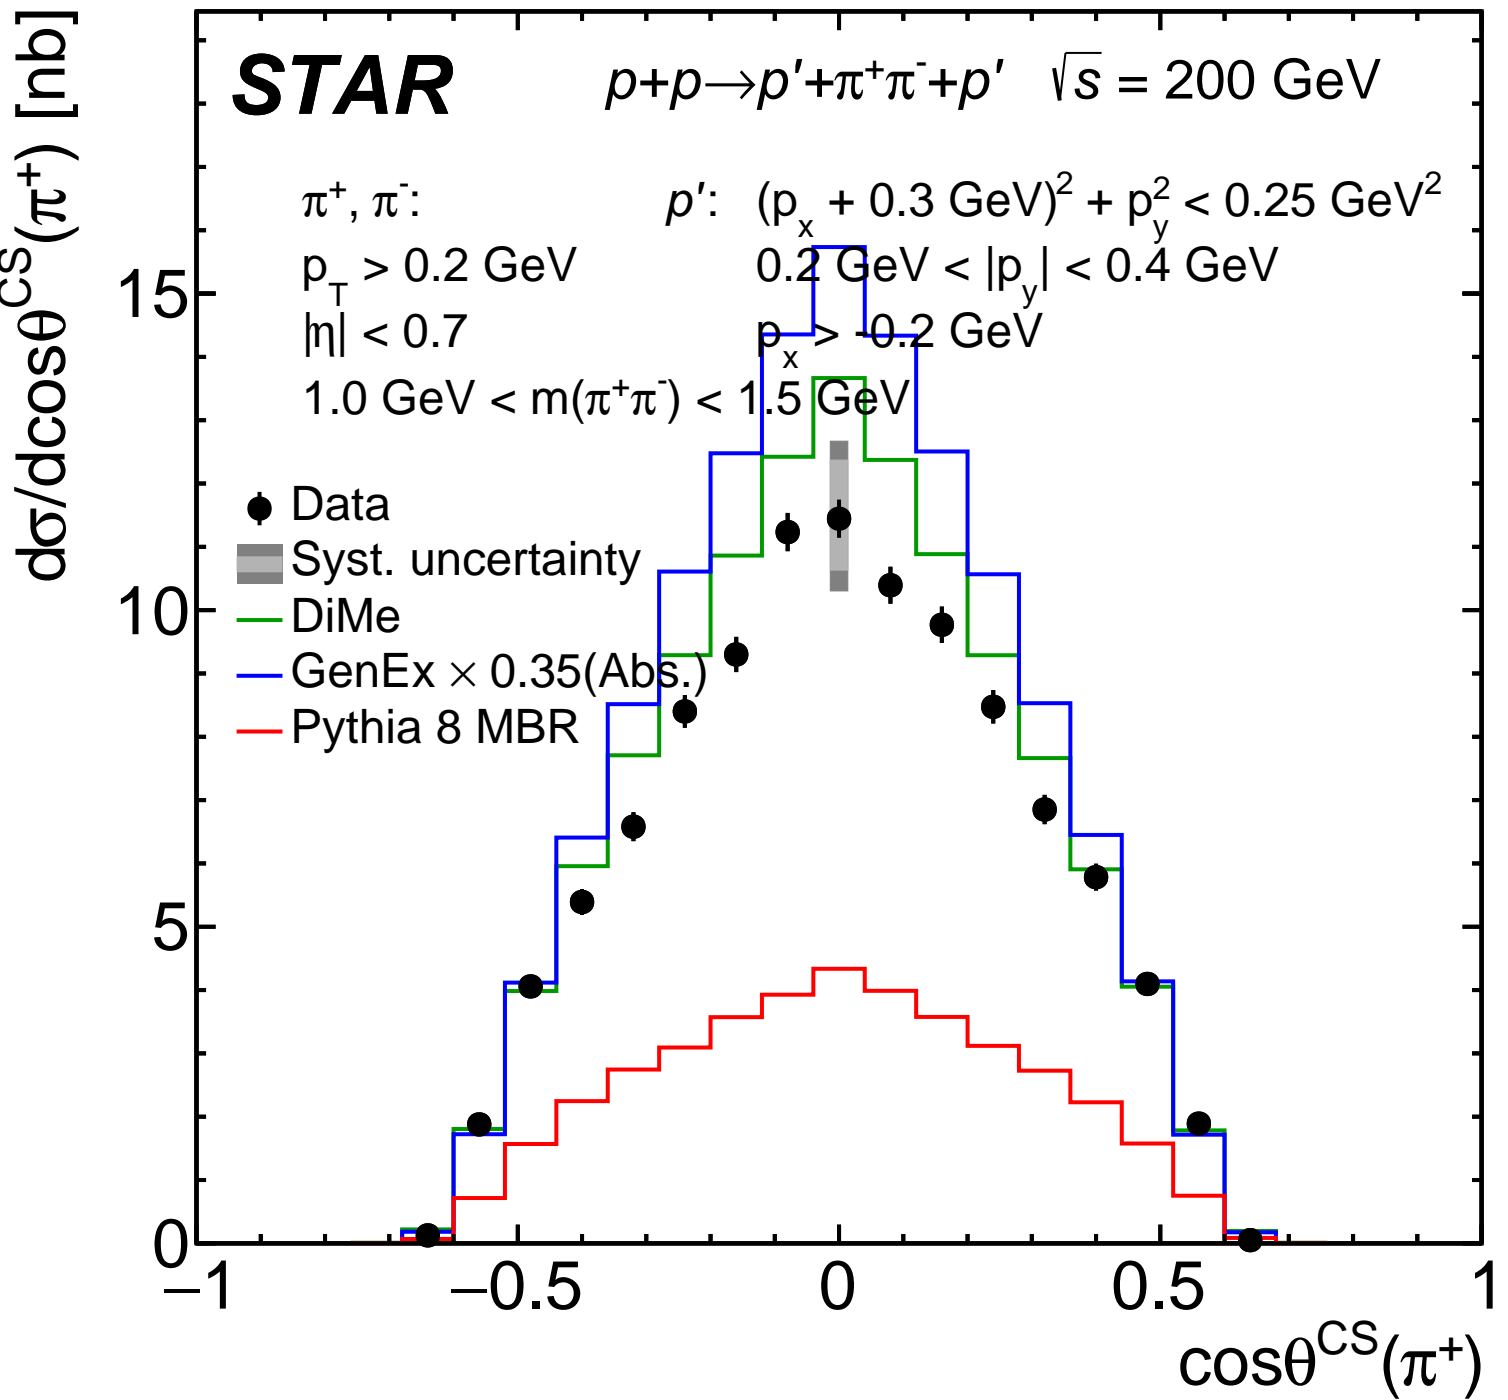 dσ/dcosθ^CS(π⁺) [nb]
STAR p+p→p'+π⁺π⁻+p' √s = 200 GeV
π⁺, π⁻: p': (p_x + 0.3 GeV)² + p_y² < 0.25 GeV²
p_T > 0.2 GeV 0.2 GeV < |p_y| < 0.4 GeV
|η| < 0.7 p_x > -0.2 GeV
1.0 GeV < m(π⁺π⁻) < 1.5 GeV
Data
Syst. uncertainty
DiMe
GenEx × 0.35(Abs.)
Pythia 8 MBR
15
10
5
0
−1 −0.5 0 0.5 1
cosθ^CS(π⁺)